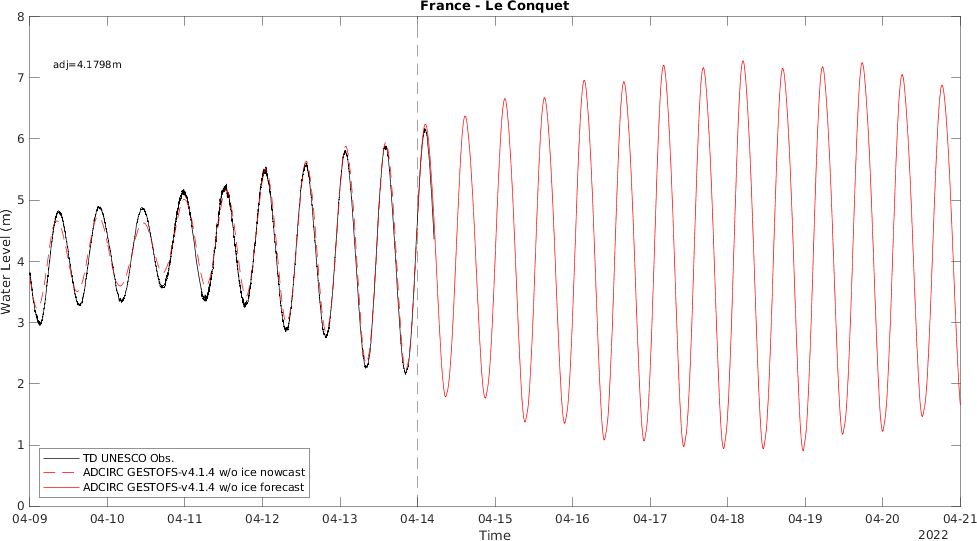 France - Le Conquet
adj=4.1798m
Water Level (m)
8
7
6
5
4
3
2
1
0
TD UNESCO Obs.
ADCIRC GESTOFS-v4.1.4 w/o ice nowcast
ADCIRC GESTOFS-v4.1.4 w/o ice forecast
04-09 04-10 04-11 04-12 04-13 04-14 04-15 04-16 04-17 04-18 04-19 04-20 04-21
Time
2022